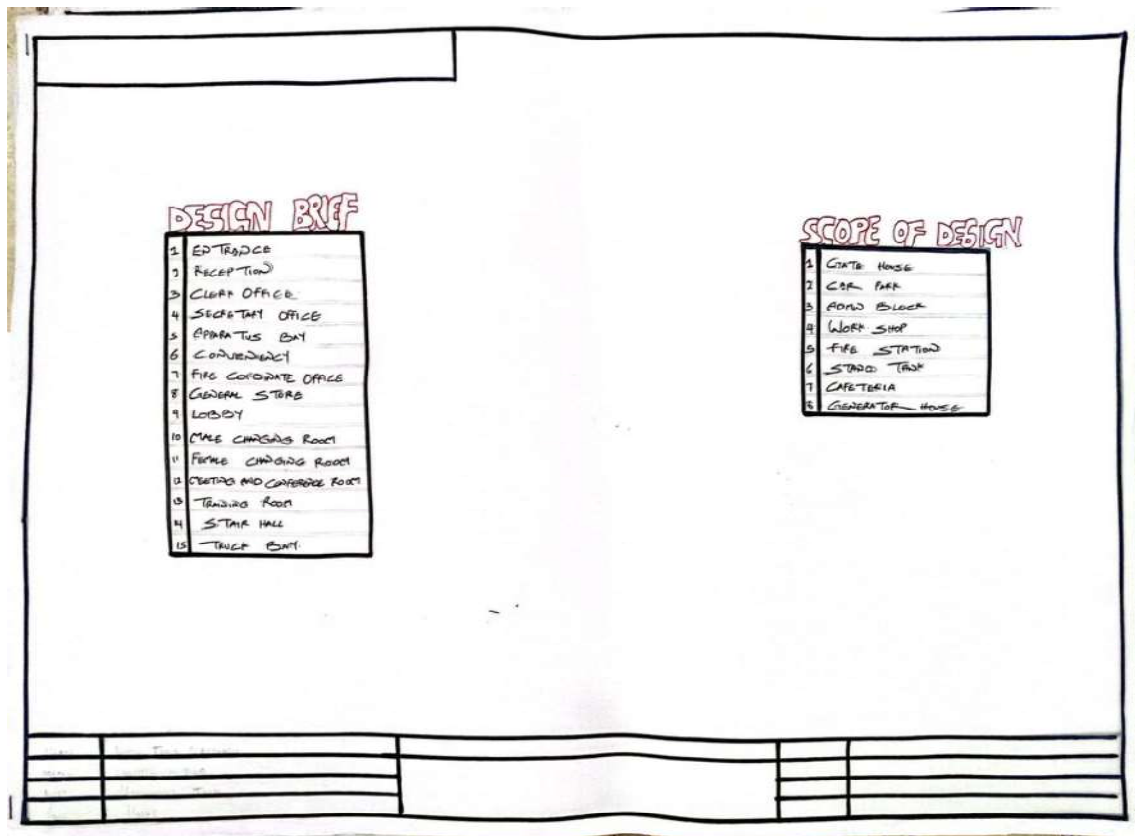 DESIGN BRIEF
1 ENTRANCE
2 RECEPTION
3 CLERK OFFICE
4 SECRETARY OFFICE
5 APPARATUS BAY
6 CONVENIENCY
7 FIRE COORDINATE OFFICE
8 GENERAL STORE
9 LOBBY
10 MALE CHANGING ROOM
11 FEMALE CHANGING ROOM
12 MEETING AND CONFERENCE ROOM
13 TRAINING ROOM
14 STAIR HALL
15 TRUCK BAY
SCOPE OF DESIGN
1 GATE HOUSE
2 CAR PARK
3 ADMIN BLOCK
4 WORK SHOP
5 FIRE STATION
6 STAND TANK
7 CAFETERIA
8 GENERATOR HOUSE